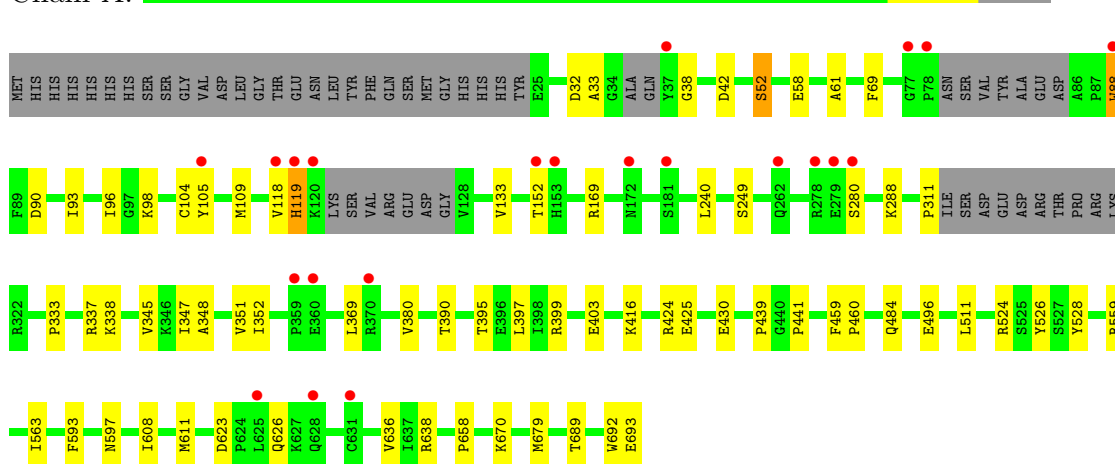 MET HIS HIS HIS HIS HIS HIS SER SER GLY VAL ASP LEU GLY THR GLU ASN LEU TYR PHE GLN SER MET GLY HIS HIS HIS TYR E25 D32 A33 G34 ALA GLN Y37 G38 D42 S52 E58 A61 F69 G77 P78 ASN SER VAL TYR ALA GLU ASP A86 P87 W88
F89 D90 I93 I96 G97 K98 C104 Y105 M109 V118 H119 K120 LYS SER VAL ARG GLU ASP GLY V128 V133 T152 H153 R169 N172 S181 L240 S249 Q262 R278 E279 S280 K288 P311 ILE SER ASP GLU ASP ARG THR PRO ARG LYS
R322 P333 R337 K338 V345 K346 I347 A348 V351 I352 P359 E360 L369 R370 V380 T390 T395 E396 L397 I398 R399 E403 K416 R424 E425 E430 P439 G440 P441 F459 P460 Q484 E496 L511 R524 S525 Y526 S527 Y528
I563 F593 N597 I608 M611 D623 P624 L625 Q626 K627 Q628 C631 V636 I637 R638 P658 K670 M679 T689 W692 E693